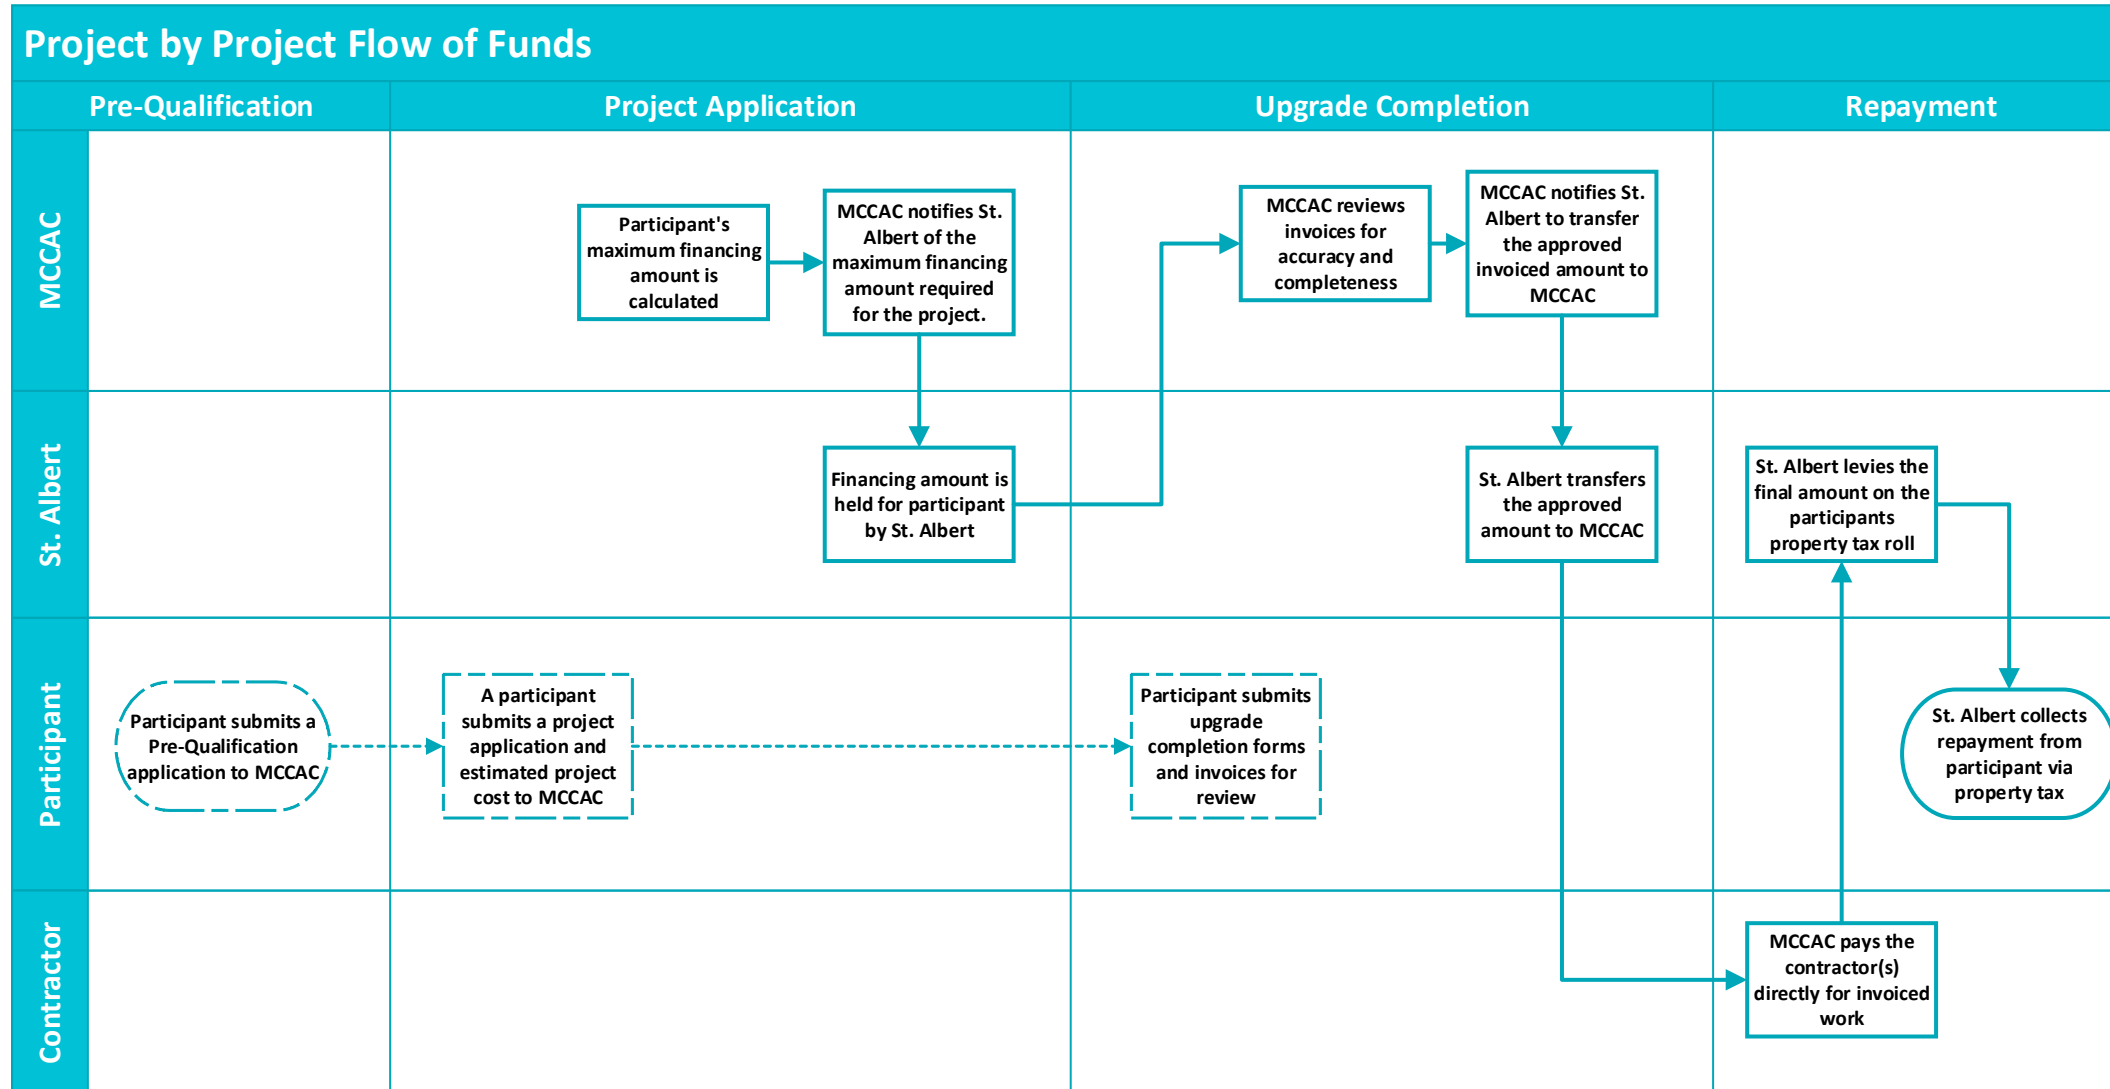 Project by Project Flow of Funds
Pre-Qualification
Project Application
Upgrade Completion
Repayment
MCCAC
Participant's
maximum financing
amount is
calculated
MCCAC notifies St.
Albert of the
maximum financing
amount required
for the project.
MCCAC reviews
invoices for
accuracy and
completeness
MCCAC notifies St.
Albert to transfer
the approved
invoiced amount to
MCCAC
St. Albert
Financing amount is
held for participant
by St. Albert
St. Albert transfers
the approved
amount to MCCAC
St. Albert levies the
final amount on the
participants
property tax roll
Participant
Participant submits a
Pre-Qualification
application to MCCAC
A participant
submits a project
application and
estimated project
cost to MCCAC
Participant submits
upgrade
completion forms
and invoices for
review
St. Albert collects
repayment from
participant via
property tax
Contractor
MCCAC pays the
contractor(s)
directly for invoiced
work